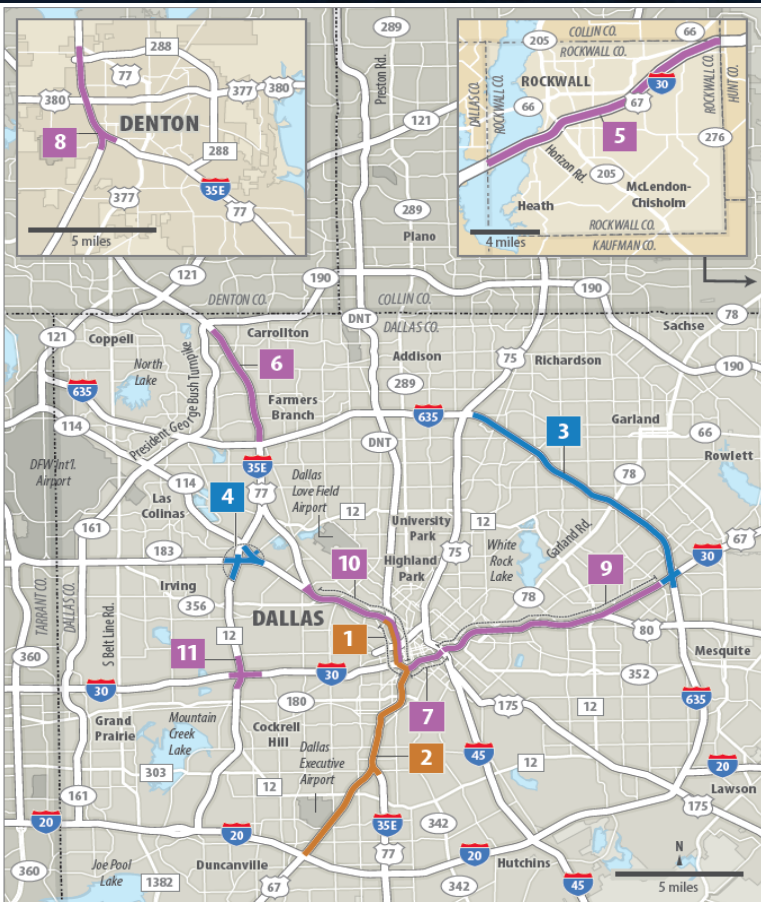 288
77
380
377
380
DENTON
8
288
35E
377
77
5 miles
289
Preston Rd.
121
289
Plano
COLLIN CO.
205
ROCKWALL CO.
66
ROCKWALL
30
DALLAS CO.
ROCKWALL CO.
66
67
5
ROCKWALL CO.
HUNT CO.
276
Horizon Rd.
205
McLendon-
Chisholm
Heath
ROCKWALL CO.
KAUFMAN CO.
4 miles
121
190
DENTON CO.
COLLIN CO.
190
DNT
DALLAS CO.
78
Sachse
121
Coppell
Carrollton
Addison
75
Richardson
190
North
Lake
6
289
635
President George Bush Turnpike
Farmers
Branch
635
Garland
114
3
66
DNT
Rowlett
DFW Int'l.
Airport
35E
78
114
77
Dallas
Love Field
Airport
Las
Colinas
4
12
University
Park
12
Garland Rd.
161
67
183
75
White
Rock
Lake
30
10
Highland
Park
9
Irving
78
356
TARRANT CO.
DALLAS CO.
DALLAS
S Belt Line Rd.
12
1
80
Mesquite
11
360
30
30
352
7
635
180
175
12
Grand
Prairie
Mountain
Creek
Lake
Cockrell
Hill
2
45
Dallas
Executive
Airport
12
20
303
12
Lawson
161
35E
342
175
20
20
77
20
Hutchins
N
360
Joe Pool
Lake
1382
Duncanville
67
342
45
5 miles